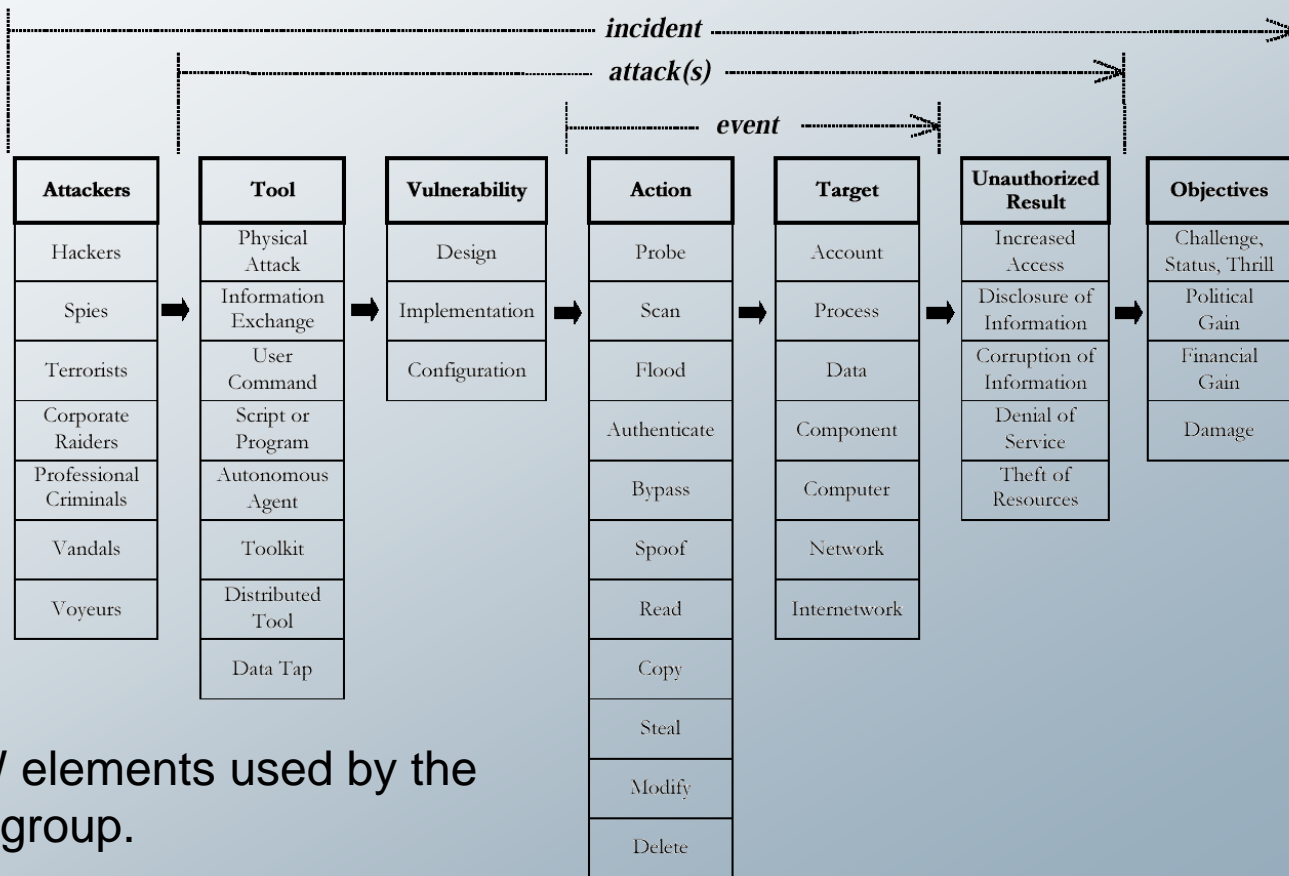 incident
attack(s)
event
Attackers
Hackers
Spies
Terrorists
Corporate
Raiders
Professional
Criminals
Vandals
Voyeurs
Tool
Physical
Attack
Information
Exchange
User
Command
Script or
Program
Autonomous
Agent
Toolkit
Distributed
Tool
Data Tap
Vulnerability
Design
Implementation
Configuration
Action
Probe
Scan
Flood
Authenticate
Bypass
Spoof
Read
Copy
Steal
Modify
Delete
Target
Account
Process
Data
Component
Computer
Network
Internetwork
Unauthorized
Result
Increased
Access
Disclosure of
Information
Corruption of
Information
Denial of
Service
Theft of
Resources
Objectives
Challenge,
Status, Thrill
Political
Gain
Financial
Gain
Damage
elements used by the
group.